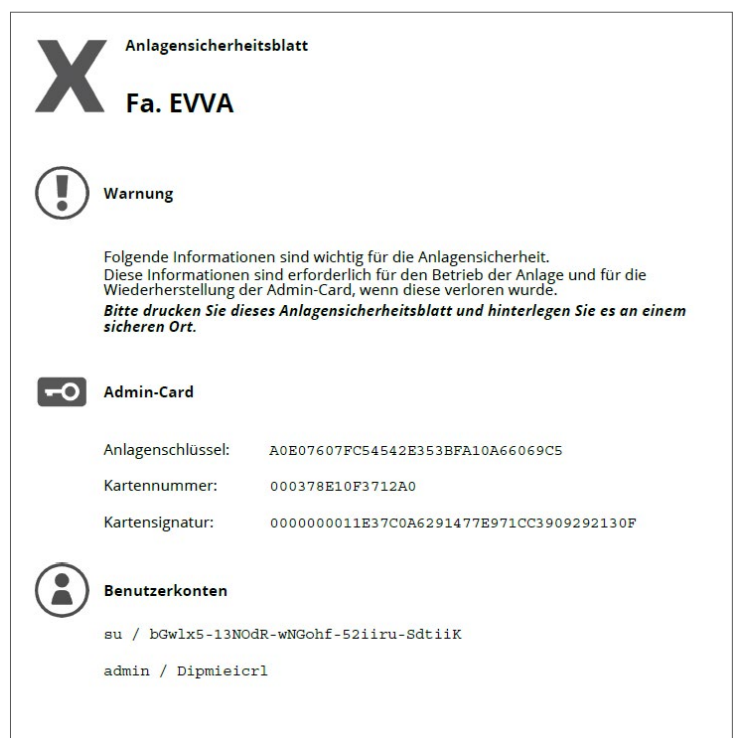 X
Anlagensicherheitsblatt
Fa. EVVA
Warnung
Folgende Informationen sind wichtig für die Anlagensicherheit.
Diese Informationen sind erforderlich für den Betrieb der Anlage und für die
Wiederherstellung der Admin-Card, wenn diese verloren wurde.
Bitte drucken Sie dieses Anlagensicherheitsblatt und hinterlegen Sie es an einem
sicheren Ort.
Admin-Card
Anlagenschlüssel: A0E07607FC54542E353BFA10A66069C5
Kartennummer: 000378E10F3712A0
Kartensignatur: 0000000011E37C0A6291477E971CC3909292130F
Benutzerkonten
su / bGwlx5-13NOdR-wNGohf-52iiru-SdtiiK
admin / Dipmieicrl